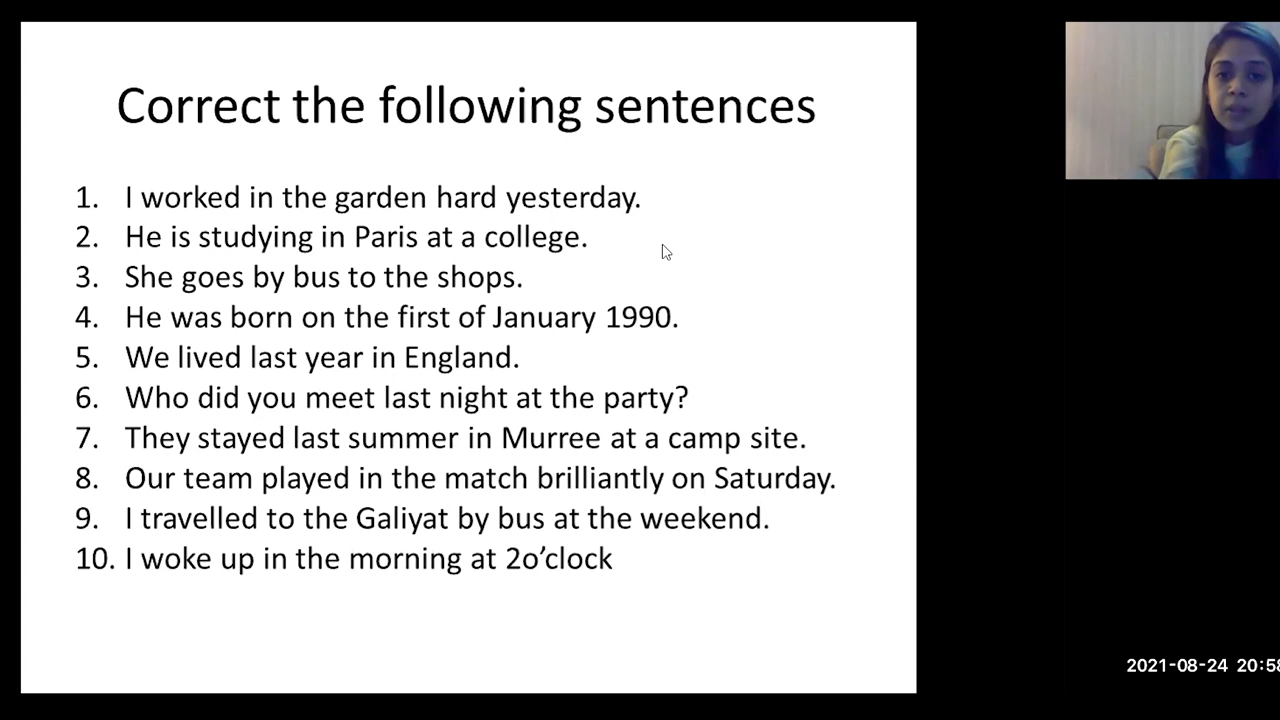 Correct the following sentences
1. I worked in the garden hard yesterday.
2. He is studying in Paris at a college.
3. She goes by bus to the shops.
4. He was born on the first of January 1990.
5. We lived last year in England.
6. Who did you meet last night at the party?
7. They stayed last summer in Murree at a camp site.
8. Our team played in the match brilliantly on Saturday.
9. I travelled to the Galiyat by bus at the weekend.
10. I woke up in the morning at 2o’clock
2021-08-24 20:58